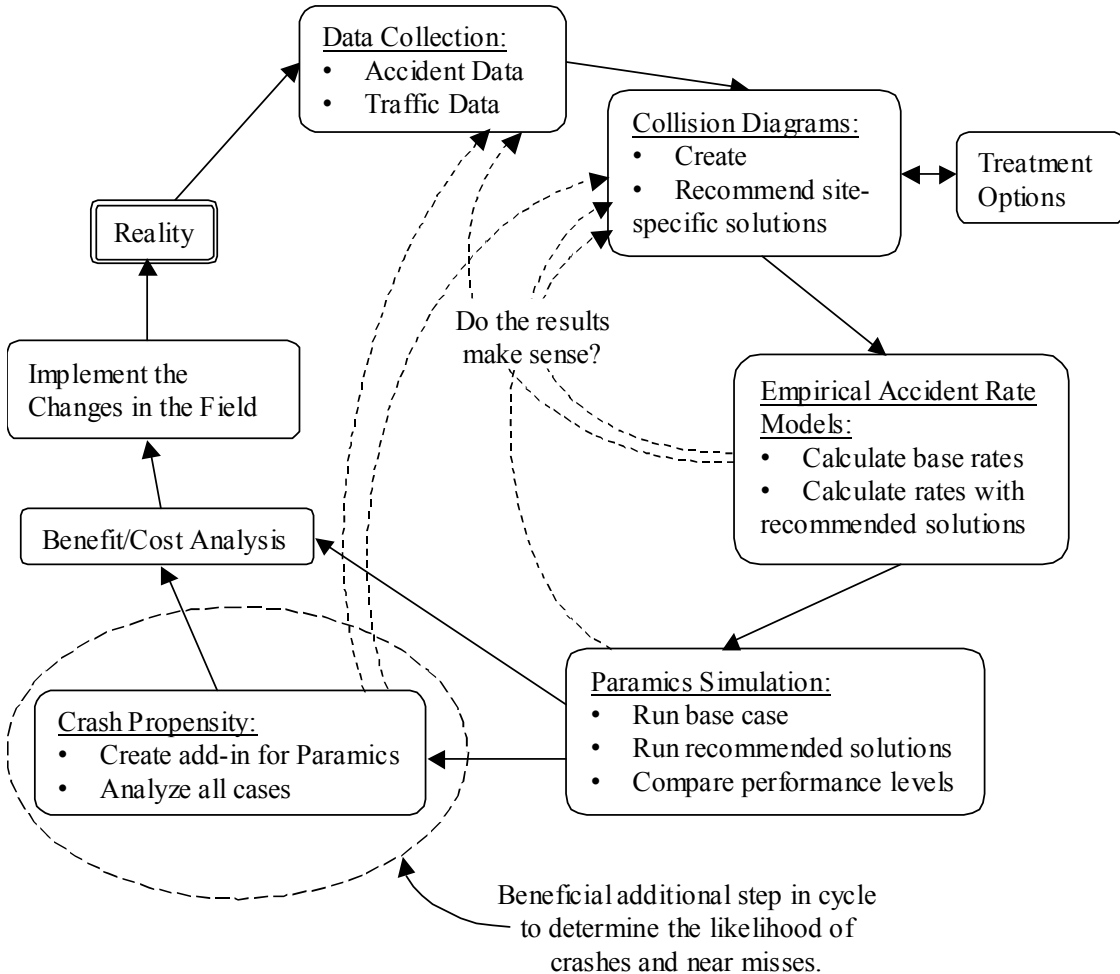 Data Collection:
• Accident Data
• Traffic Data
Collision Diagrams:
• Create
• Recommend site-
specific solutions
Treatment
Options
Reality
Do the results
make sense?
Implement the
Changes in the Field
Empirical Accident Rate
Models:
• Calculate base rates
• Calculate rates with
recommended solutions
Benefit/Cost Analysis
Paramics Simulation:
• Run base case
• Run recommended solutions
• Compare performance levels
Crash Propensity:
• Create add-in for Paramics
• Analyze all cases
Beneficial additional step in cycle
to determine the likelihood of
crashes and near misses.